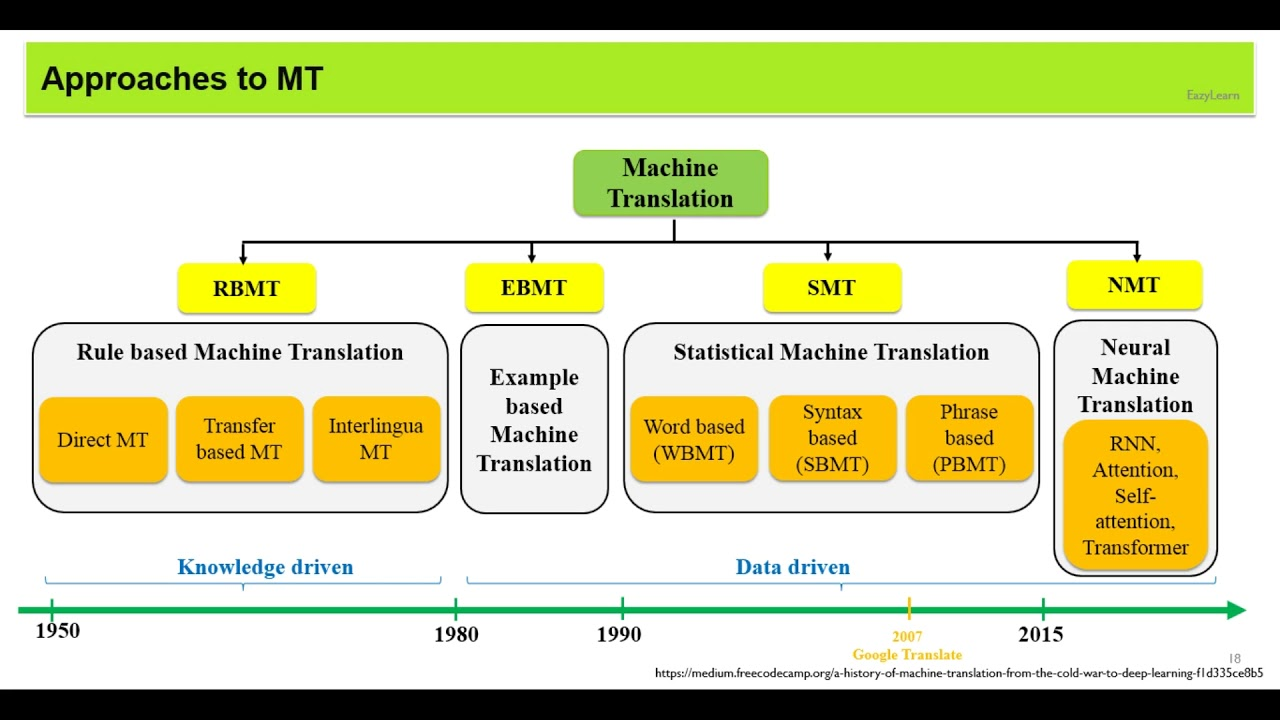 Approaches to MT
EazyLearn
Machine
Translation
RBMT
EBMT
SMT
NMT
Rule based Machine Translation
Direct MT
Transfer
based MT
Interlingua
MT
Example
based
Machine
Translation
Statistical Machine Translation
Word based
(WBMT)
Syntax
based
(SBMT)
Phrase
based
(PBMT)
Neural
Machine
Translation
RNN,
Attention,
Self-
attention,
Transformer
Knowledge driven
Data driven
1950
1980
1990
2007
Google Translate
2015
18
https://medium.freecodecamp.org/a-history-of-machine-translation-from-the-cold-war-to-deep-learning-f1d335ce8b5